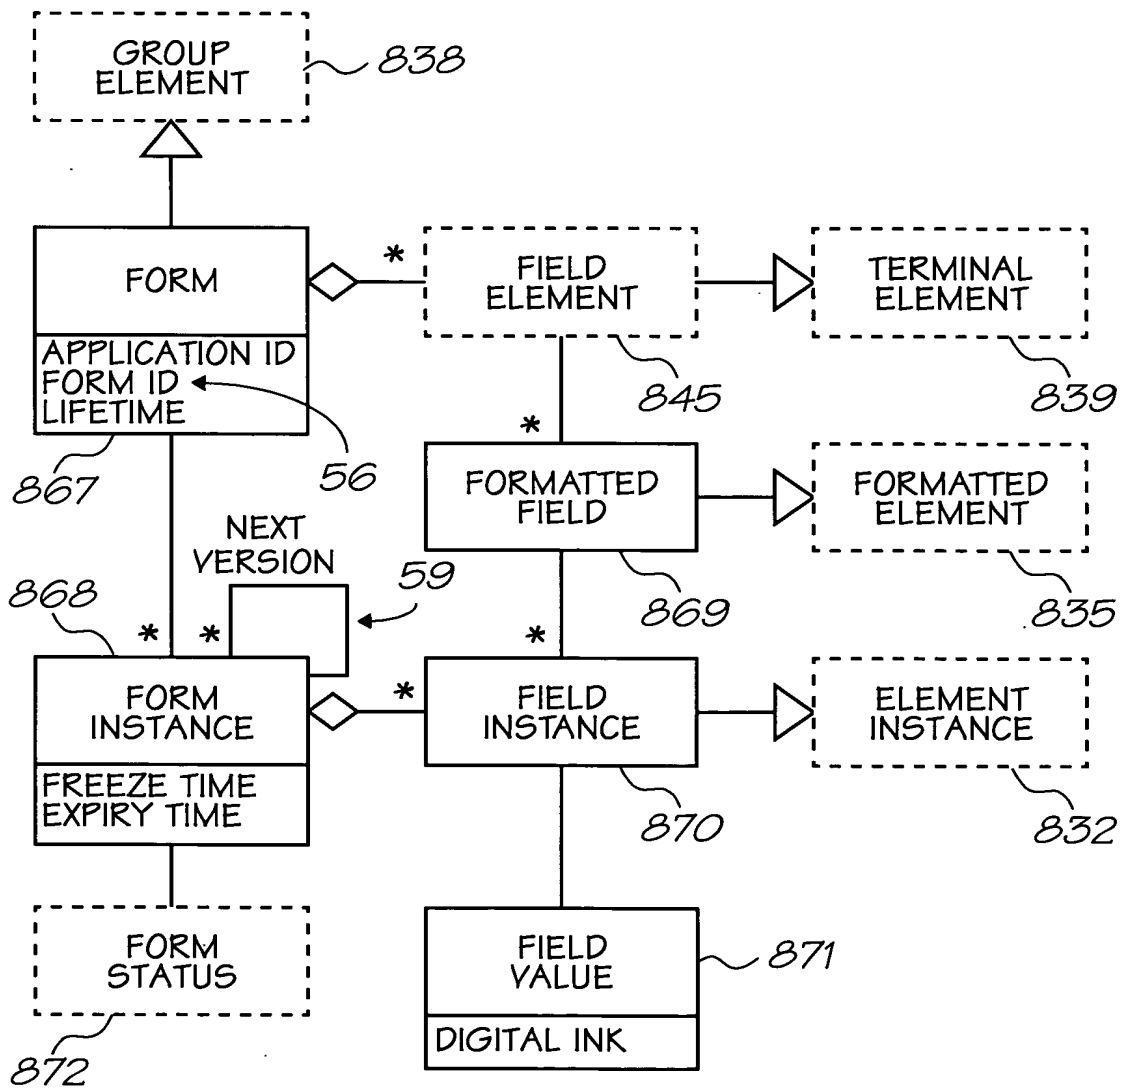 GROUP
ELEMENT
838
FORM
*
FIELD
ELEMENT
TERMINAL
ELEMENT
APPLICATION ID
FORM ID
LIFETIME
56
845
839
867
*
FORMATTED
FIELD
FORMATTED
ELEMENT
NEXT
VERSION
59
869
835
868
*
*
*
FORM
INSTANCE
*
FIELD
INSTANCE
ELEMENT
INSTANCE
FREEZE TIME
EXPIRY TIME
870
832
FORM
STATUS
872
FIELD
VALUE
871
DIGITAL INK